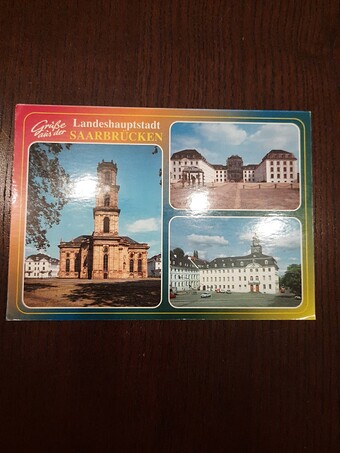 Grüße
aus der
Landeshauptstadt
SAARBRÜCKEN